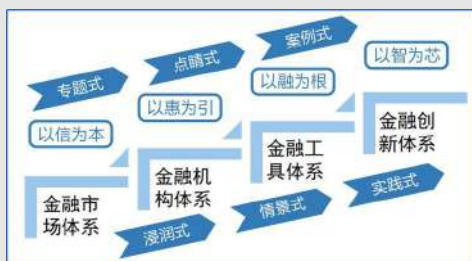 专题式
点睛式
案例式
以信为本
以惠为引
以融为根
以智为芯
金融市
场体系
金融机
构体系
金融工
具体系
金融创
新体系
浸润式
情景式
实践式